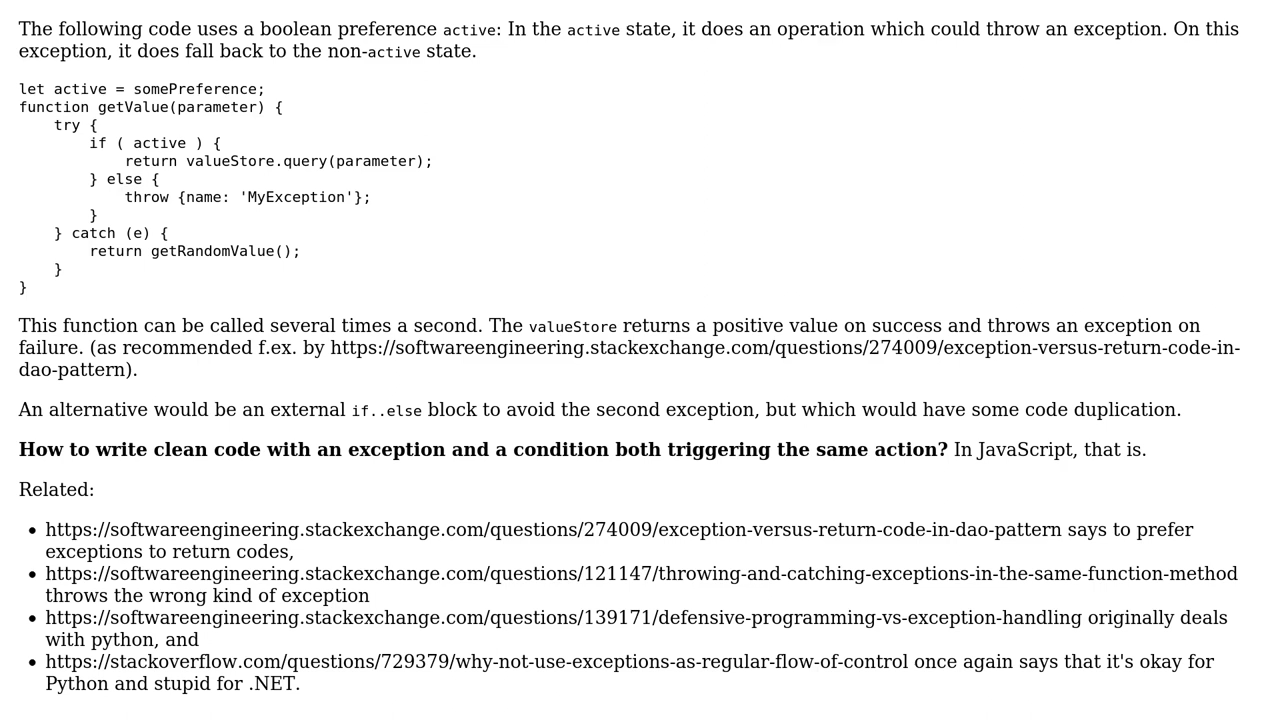 The following code uses a boolean preference active: In the active state, it does an operation which could throw an exception. On this
exception, it does fall back to the non-active state.
let active = somePreference;
function getValue(parameter) {
    try {
        if ( active ) {
            return valueStore.query(parameter);
        } else {
            throw {name: 'MyException'};
        }
    } catch (e) {
        return getRandomValue();
    }
}
This function can be called several times a second. The valueStore returns a positive value on success and throws an exception on
failure. (as recommended f.ex. by https://softwareengineering.stackexchange.com/questions/274009/exception-versus-return-code-in-
dao-pattern).
An alternative would be an external if..else block to avoid the second exception, but which would have some code duplication.
How to write clean code with an exception and a condition both triggering the same action? In JavaScript, that is.
Related:
• https://softwareengineering.stackexchange.com/questions/274009/exception-versus-return-code-in-dao-pattern says to prefer
exceptions to return codes,
• https://softwareengineering.stackexchange.com/questions/121147/throwing-and-catching-exceptions-in-the-same-function-method
throws the wrong kind of exception
• https://softwareengineering.stackexchange.com/questions/139171/defensive-programming-vs-exception-handling originally deals
with python, and
• https://stackoverflow.com/questions/729379/why-not-use-exceptions-as-regular-flow-of-control once again says that it's okay for
Python and stupid for .NET.